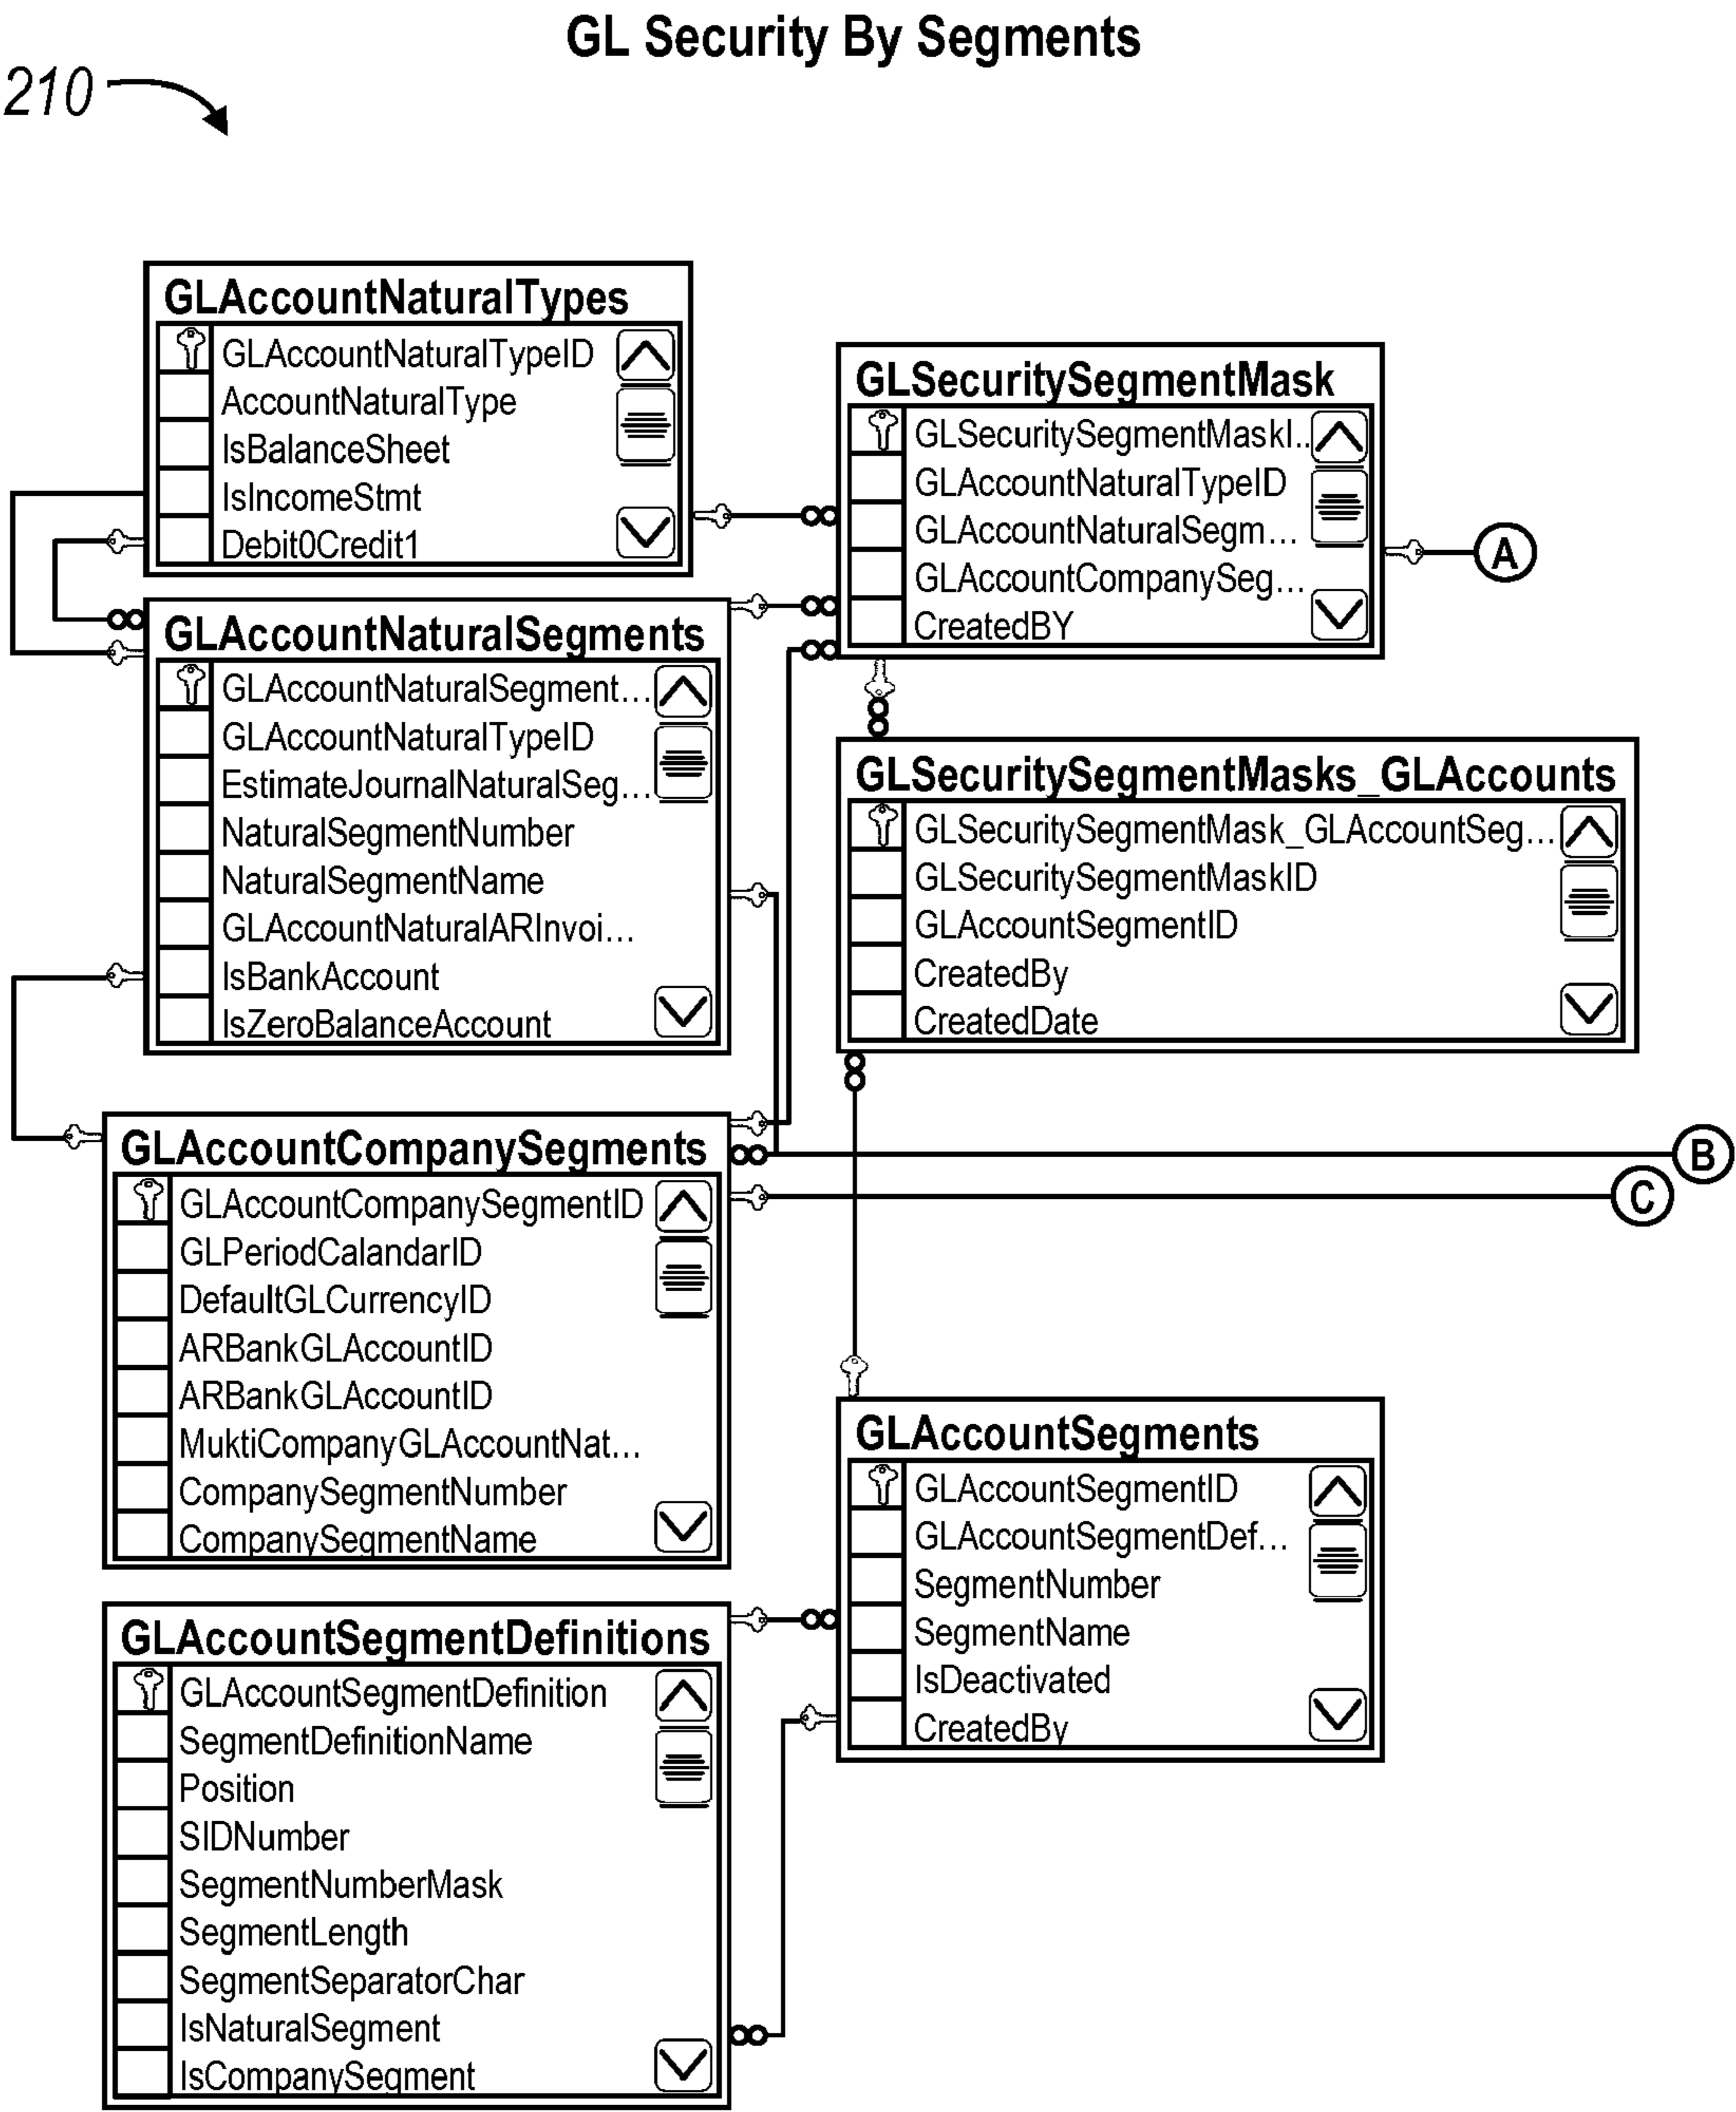 GL Security By Segments
210
GLAccountNaturalTypes
GLAccountNaturalTypeID
AccountNaturalType
IsBalanceSheet
IsIncomeStmt
Debit0Credit1
GLSecuritySegmentMask
GLSecuritySegmentMaskI..
GLAccountNaturalTypeID
GLAccountNaturalSegm...
GLAccountCompanySeg...
CreatedBY
A
GLAccountNaturalSegments
GLAccountNaturalSegment...
GLAccountNaturalTypeID
EstimateJournalNaturalSeg...
NaturalSegmentNumber
NaturalSegmentName
GLAccountNaturalARInvoi...
IsBankAccount
IsZeroBalanceAccount
GLSecuritySegmentMasks_GLAccounts
GLSecuritySegmentMask_GLAccountSeg...
GLSecuritySegmentMaskID
GLAccountSegmentID
CreatedBy
CreatedDate
B
C
GLAccountCompanySegments
GLAccountCompanySegmentID
GLPeriodCalandarID
DefaultGLCurrencyID
ARBankGLAccountID
ARBankGLAccountID
MuktiCompanyGLAccountNat...
CompanySegmentNumber
CompanySegmentName
GLAccountSegments
GLAccountSegmentID
GLAccountSegmentDef...
SegmentNumber
SegmentName
IsDeactivated
CreatedBy
GLAccountSegmentDefinitions
GLAccountSegmentDefinition
SegmentDefinitionName
Position
SIDNumber
SegmentNumberMask
SegmentLength
SegmentSeparatorChar
IsNaturalSegment
IsCompanySegment